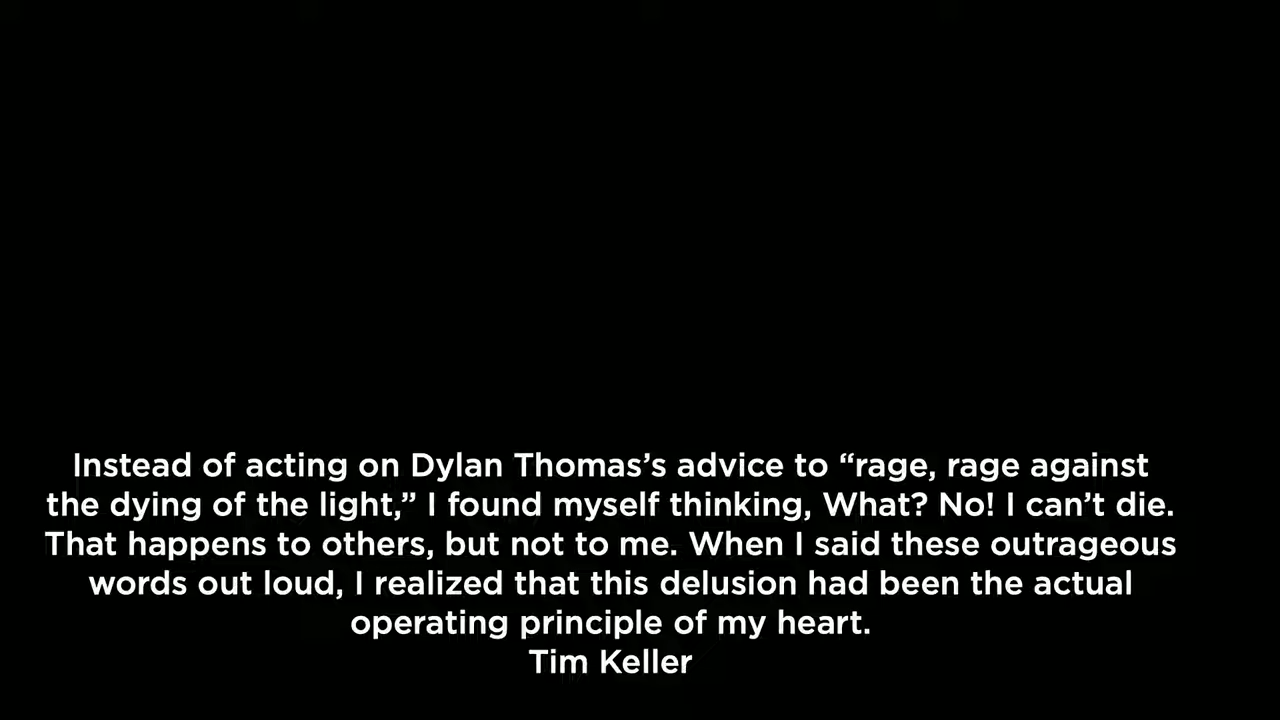 Instead of acting on Dylan Thomas’s advice to “rage, rage against
the dying of the light,” I found myself thinking, What? No! I can’t die.
That happens to others, but not to me. When I said these outrageous
words out loud, I realized that this delusion had been the actual
operating principle of my heart.
Tim Keller